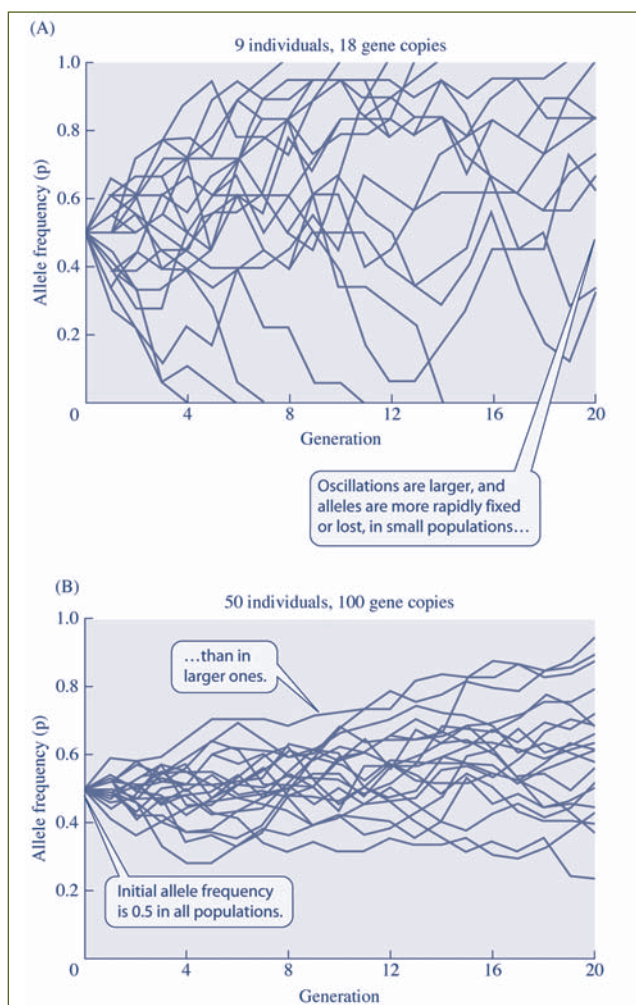 (A)
9 individuals, 18 gene copies
1.0
0.8
0.6
0.4
0.2
Allele frequency (p)
0
4
8
12
16
20
Generation
Oscillations are larger, and
alleles are more rapidly fixed
or lost, in small populations…
(B)
50 individuals, 100 gene copies
1.0
0.8
0.6
0.4
0.2
Allele frequency (p)
…than in
larger ones.
Initial allele frequency
is 0.5 in all populations.
0
4
8
12
16
20
Generation